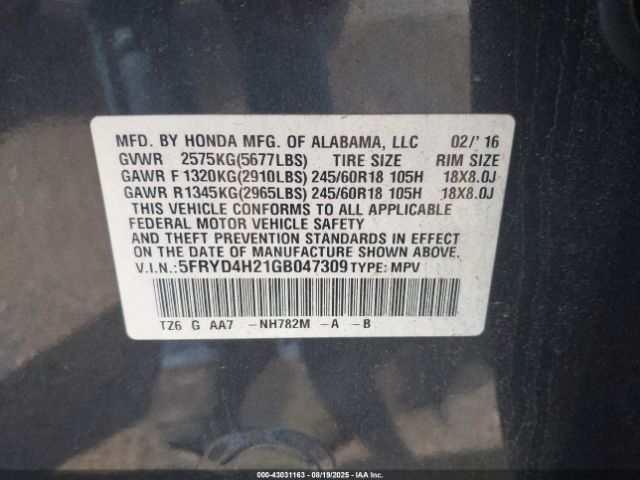 MFD. BY HONDA MFG. OF ALABAMA, LLC 02/' 16
GVWR 2575KG(5677LBS) TIRE SIZE RIM SIZE
GAWR F 1320KG(2910LBS) 245/60R18 105H 18X8.0J
GAWR R1345KG(2965LBS) 245/60R18 105H 18X8.0J
THIS VEHICLE CONFORMS TO ALL APPLICABLE
FEDERAL MOTOR VEHICLE SAFETY
AND THEFT PREVENTION STANDARDS IN EFFECT
ON THE DATE OF MANUFACTURE SHOWN ABOVE.
V.I.N.:5FRYD4H21GB047309 TYPE: MPV
TZ6 G AA7 -NH782M -A -B
000-43031163 - 08/19/2025 - IAAI.COM